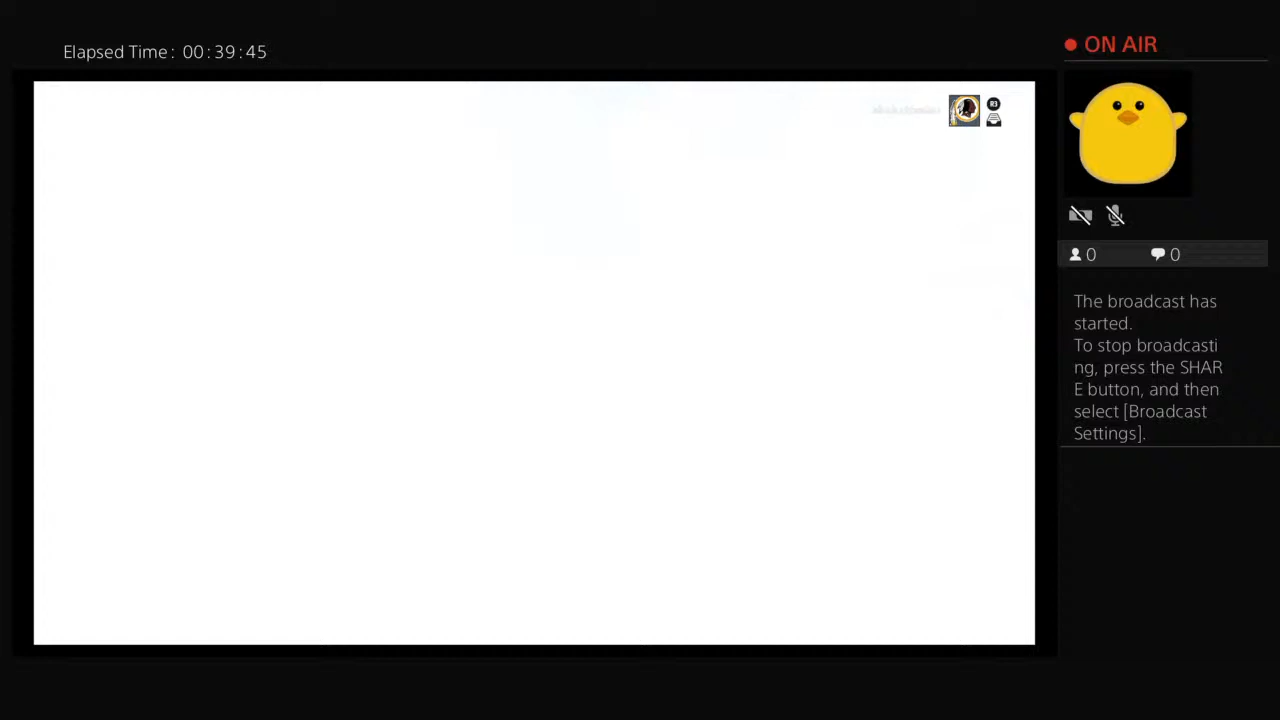 Elapsed Time: 00:39:45
ON AIR
R3
0 0
The broadcast has
started.
To stop broadcasti
ng, press the SHAR
E button, and then
select [Broadcast
Settings].